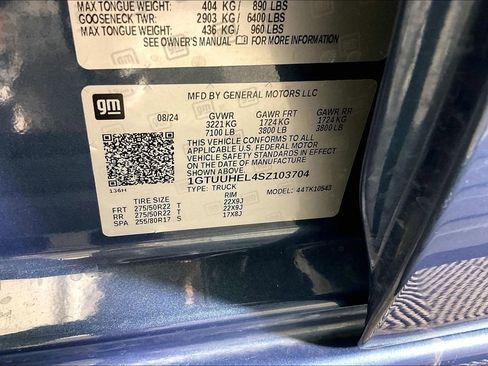 MAX TONGUE WEIGHT: 404 KG/ 890 LBS
GOOSENECK TWR: 2903 KG/ 6400 LBS
MAX TONGUE WEIGHT: 436 KG/ 960 LBS
SEE OWNER'S MANUAL FOR MORE INFORMATION
gm
MFD BY GENERAL MOTORS LLC
08/24 GVWR GAWR FRT GAWR RR
3221 KG 1724 KG 1724 KG
7100 LB 3800 LB 3800 LB
THIS VEHICLE CONFORMS TO ALL APPLICABLE
U.S. FEDERAL MOTOR VEHICLE SAFETY
STANDARDS IN EFFECT ON THE
DATE OF MANUFACTURE SHOWN ABOVE
1GTUUHEL4SZ103704
136H
TYPE: TRUCK MODEL: 44TK10543
TIRE SIZE RIM
FRT 275/50R22 T 22X9J
RR 275/50R22 T 22X9J
SPA 255/80R17 S 17X8J